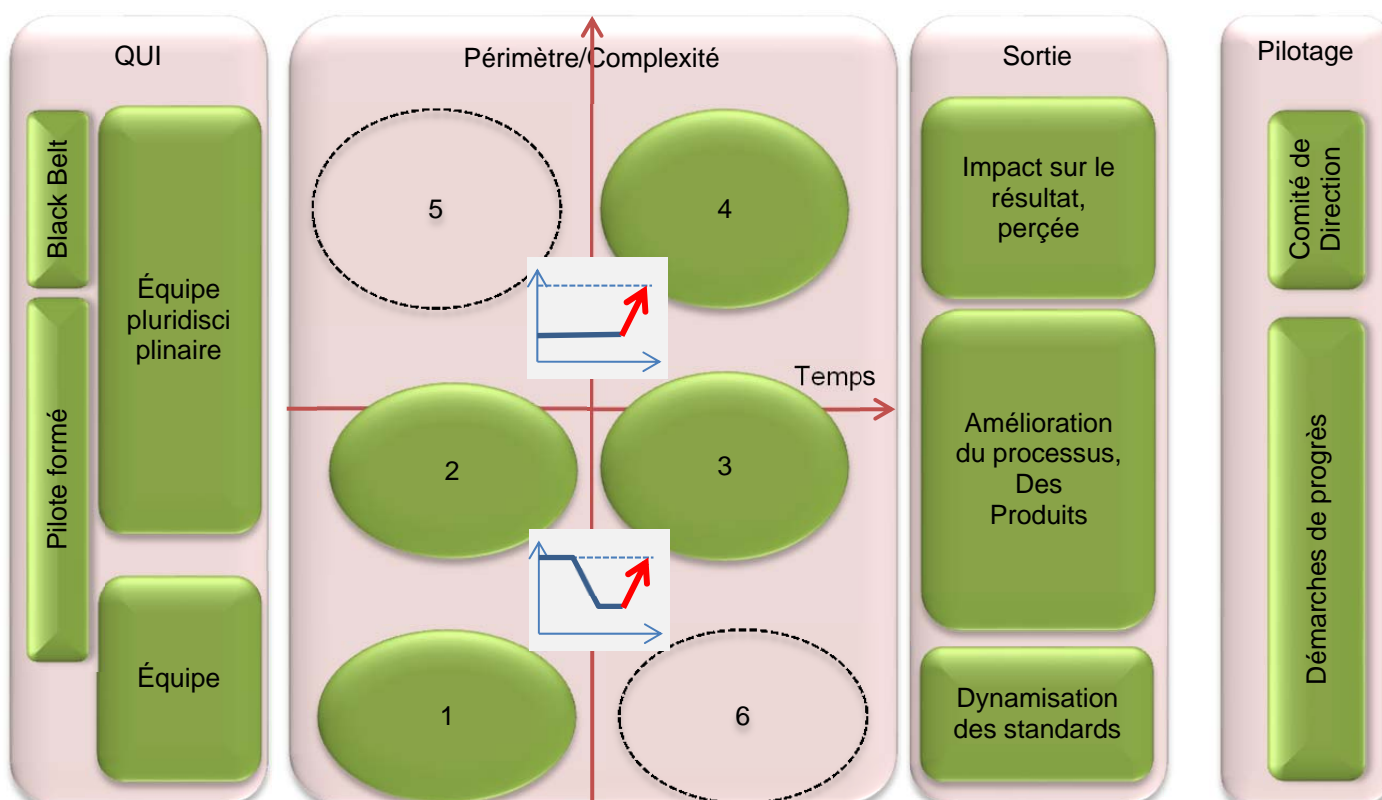 QUI
Black Belt
Pilote formé
Équipe
pluridisci
plinaire
Équipe
Périmètre/Complexité
5
4
Temps
2
3
1
6
Sortie
Impact sur le
résultat,
perçée
Amélioration
du processus,
Des
Produits
Dynamisation
des standards
Pilotage
Comité de
Direction
Démarches de progrès